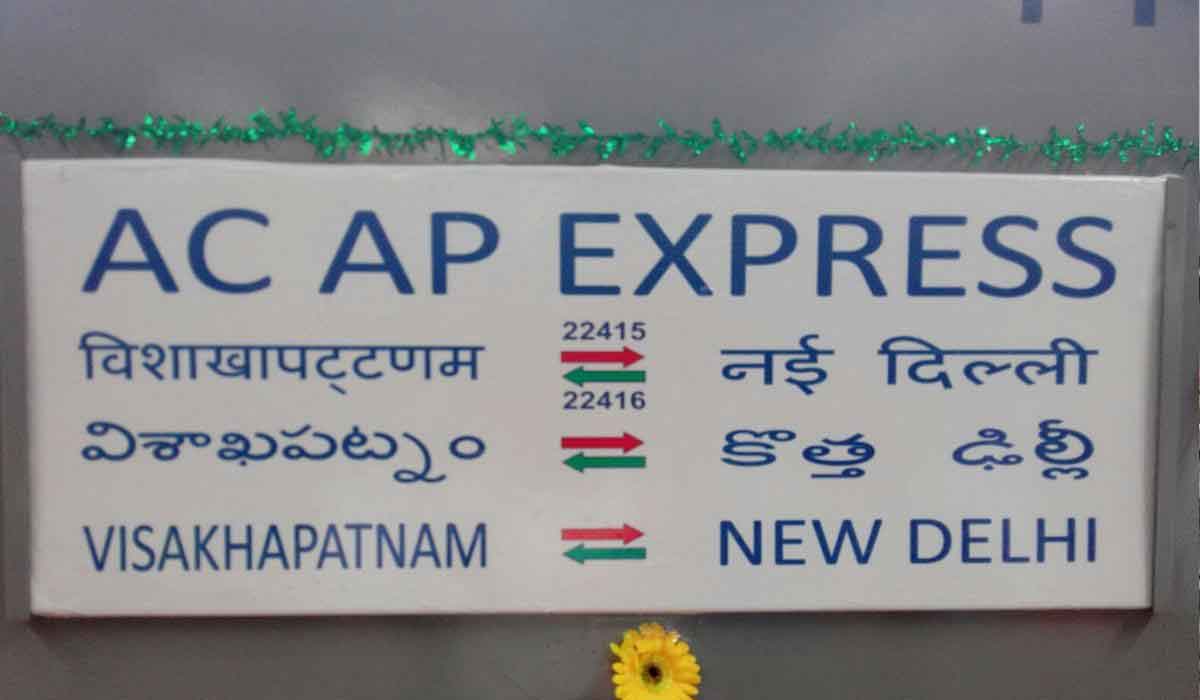 AC AP EXPRESS
22415
विशाखापट्टणम नई दिल्ली
22416
విశాఖపట్నం కొత్త ఢిల్లీ
VISAKHAPATNAM NEW DELHI